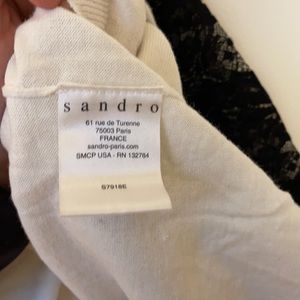 sandro
61 rue de Turenne
75003 Paris
FRANCE
sandro-paris.com
SMCP USA - RN 132784
S7918E